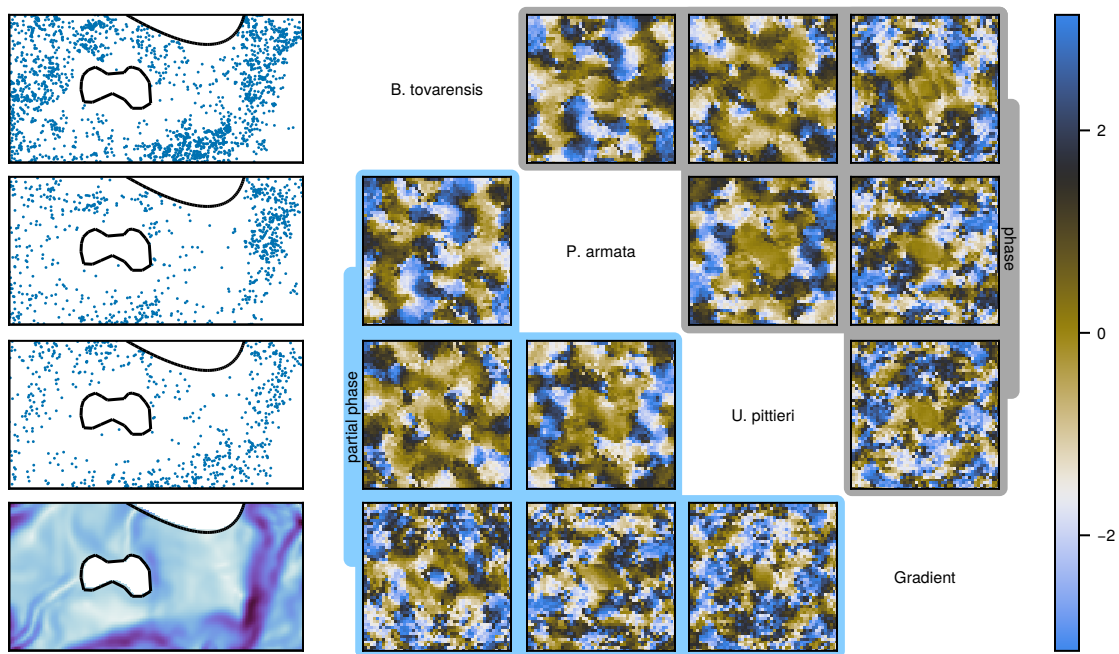 B. tovarensis
2
P. armata
phase
0
partial phase
U. pittieri
−2
Gradient